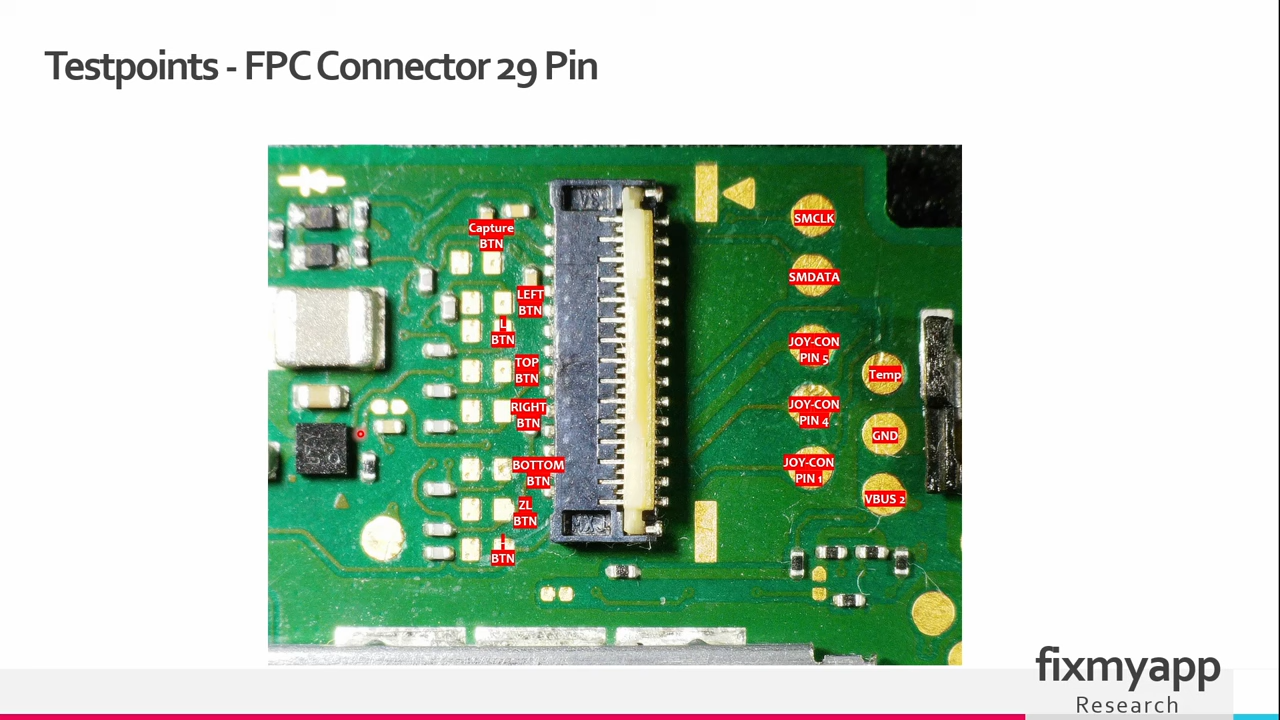 Testpoints - FPC Connector 29 Pin
Capture
BTN
LEFT
BTN
L
BTN
TOP
BTN
RIGHT
BTN
BOTTOM
BTN
ZL
BTN
-
BTN
SMCLK
SMDATA
JOY-CON
PIN 5
JOY-CON
PIN 4
JOY-CON
PIN 1
Temp
GND
VBUS 2
fixmyapp
Research